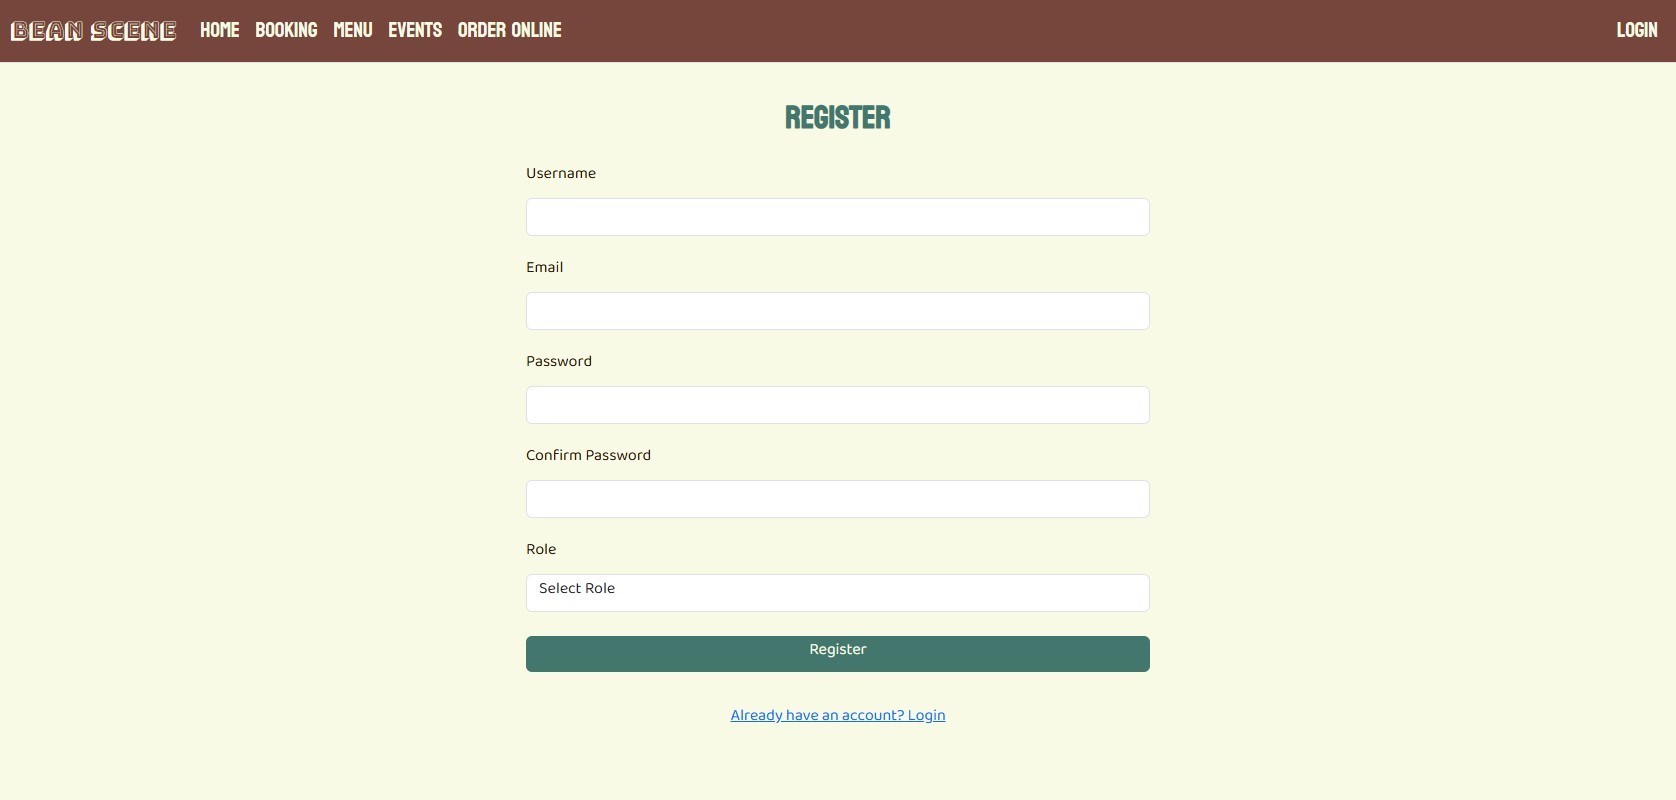 BEAN SCENE HOME BOOKING MENU EVENTS ORDER ONLINE LOGIN
REGISTER
Username
Email
Password
Confirm Password
Role
Select Role
Register
Already have an account? Login